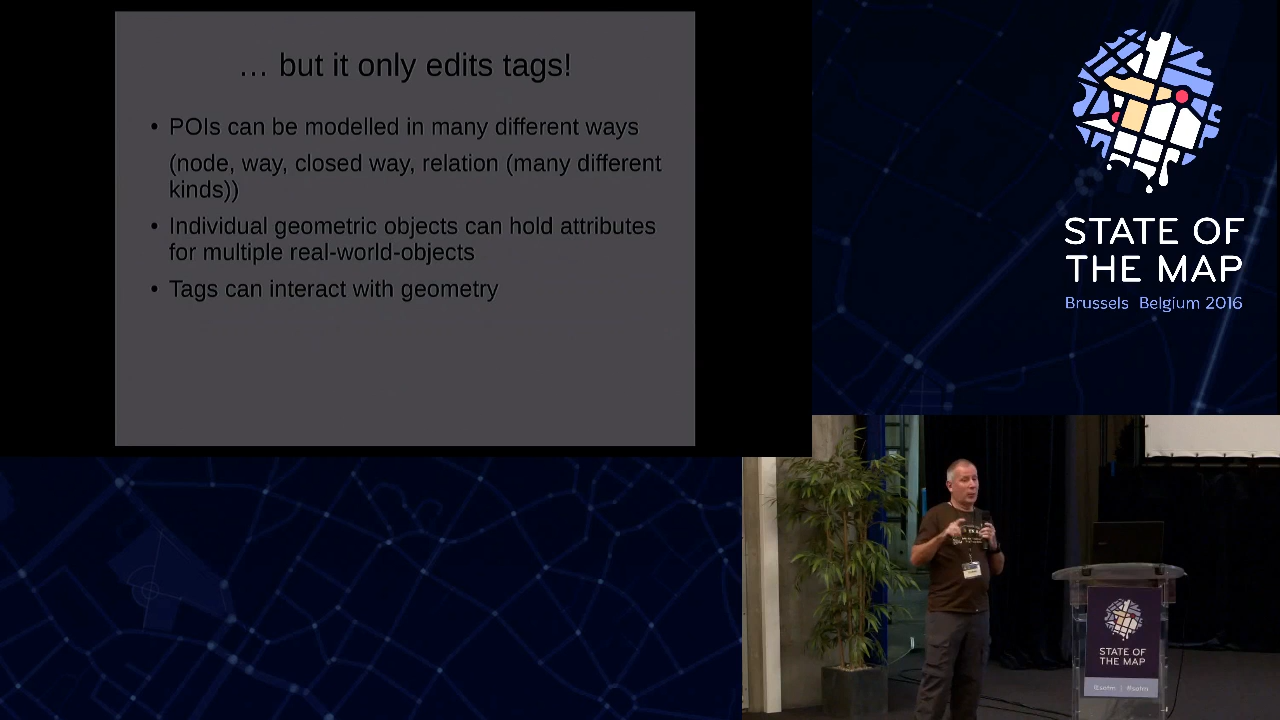 … but it only edits tags!
• POIs can be modelled in many different ways
(node, way, closed way, relation (many different
kinds))
• Individual geometric objects can hold attributes
for multiple real-world-objects
• Tags can interact with geometry
STATE OF
THE MAP
Brussels Belgium 2016
STATE OF
THE MAP